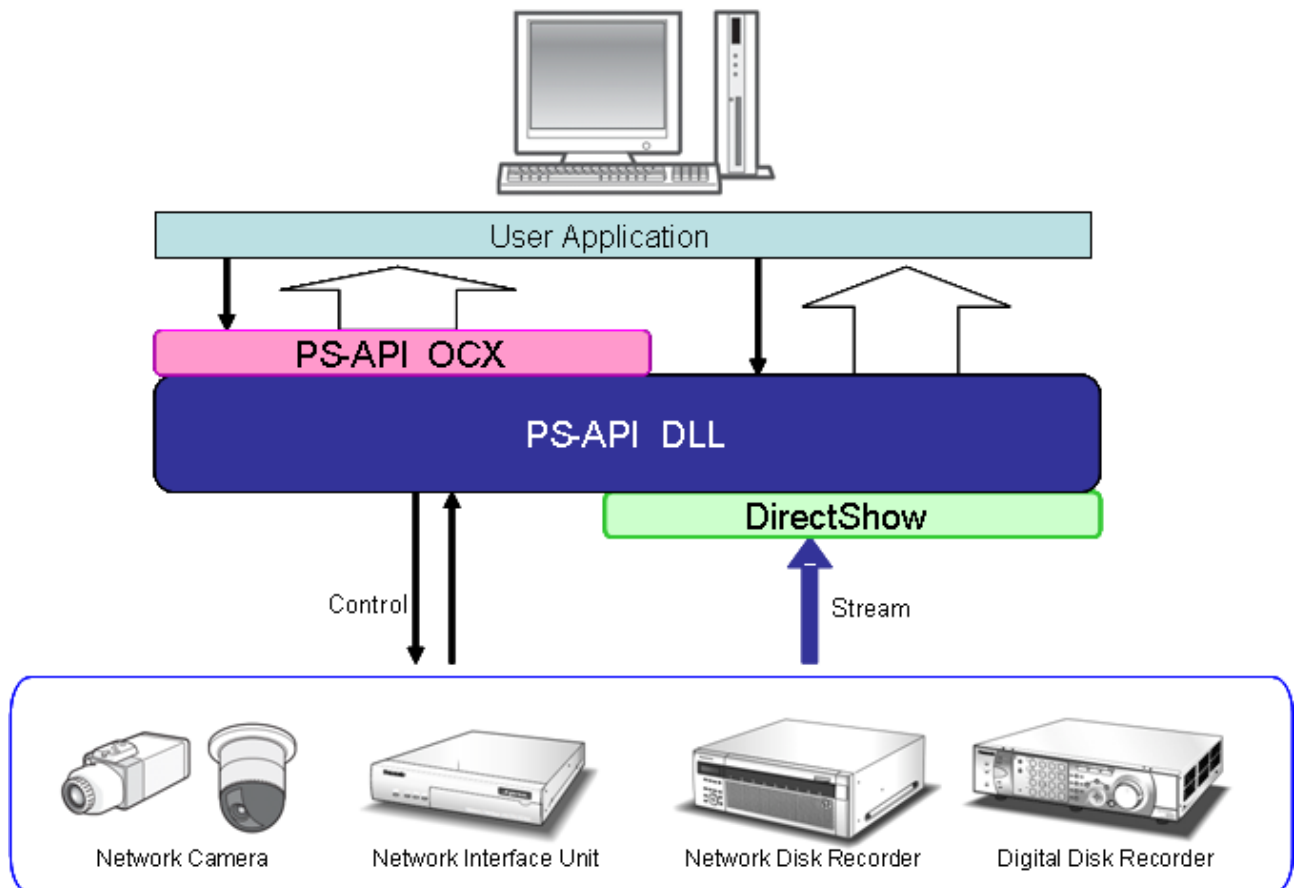 User Application
PS-API OCX
PS-API DLL
DirectShow
Control
Stream
Network Camera
Network Interface Unit
Network Disk Recorder
Digital Disk Recorder